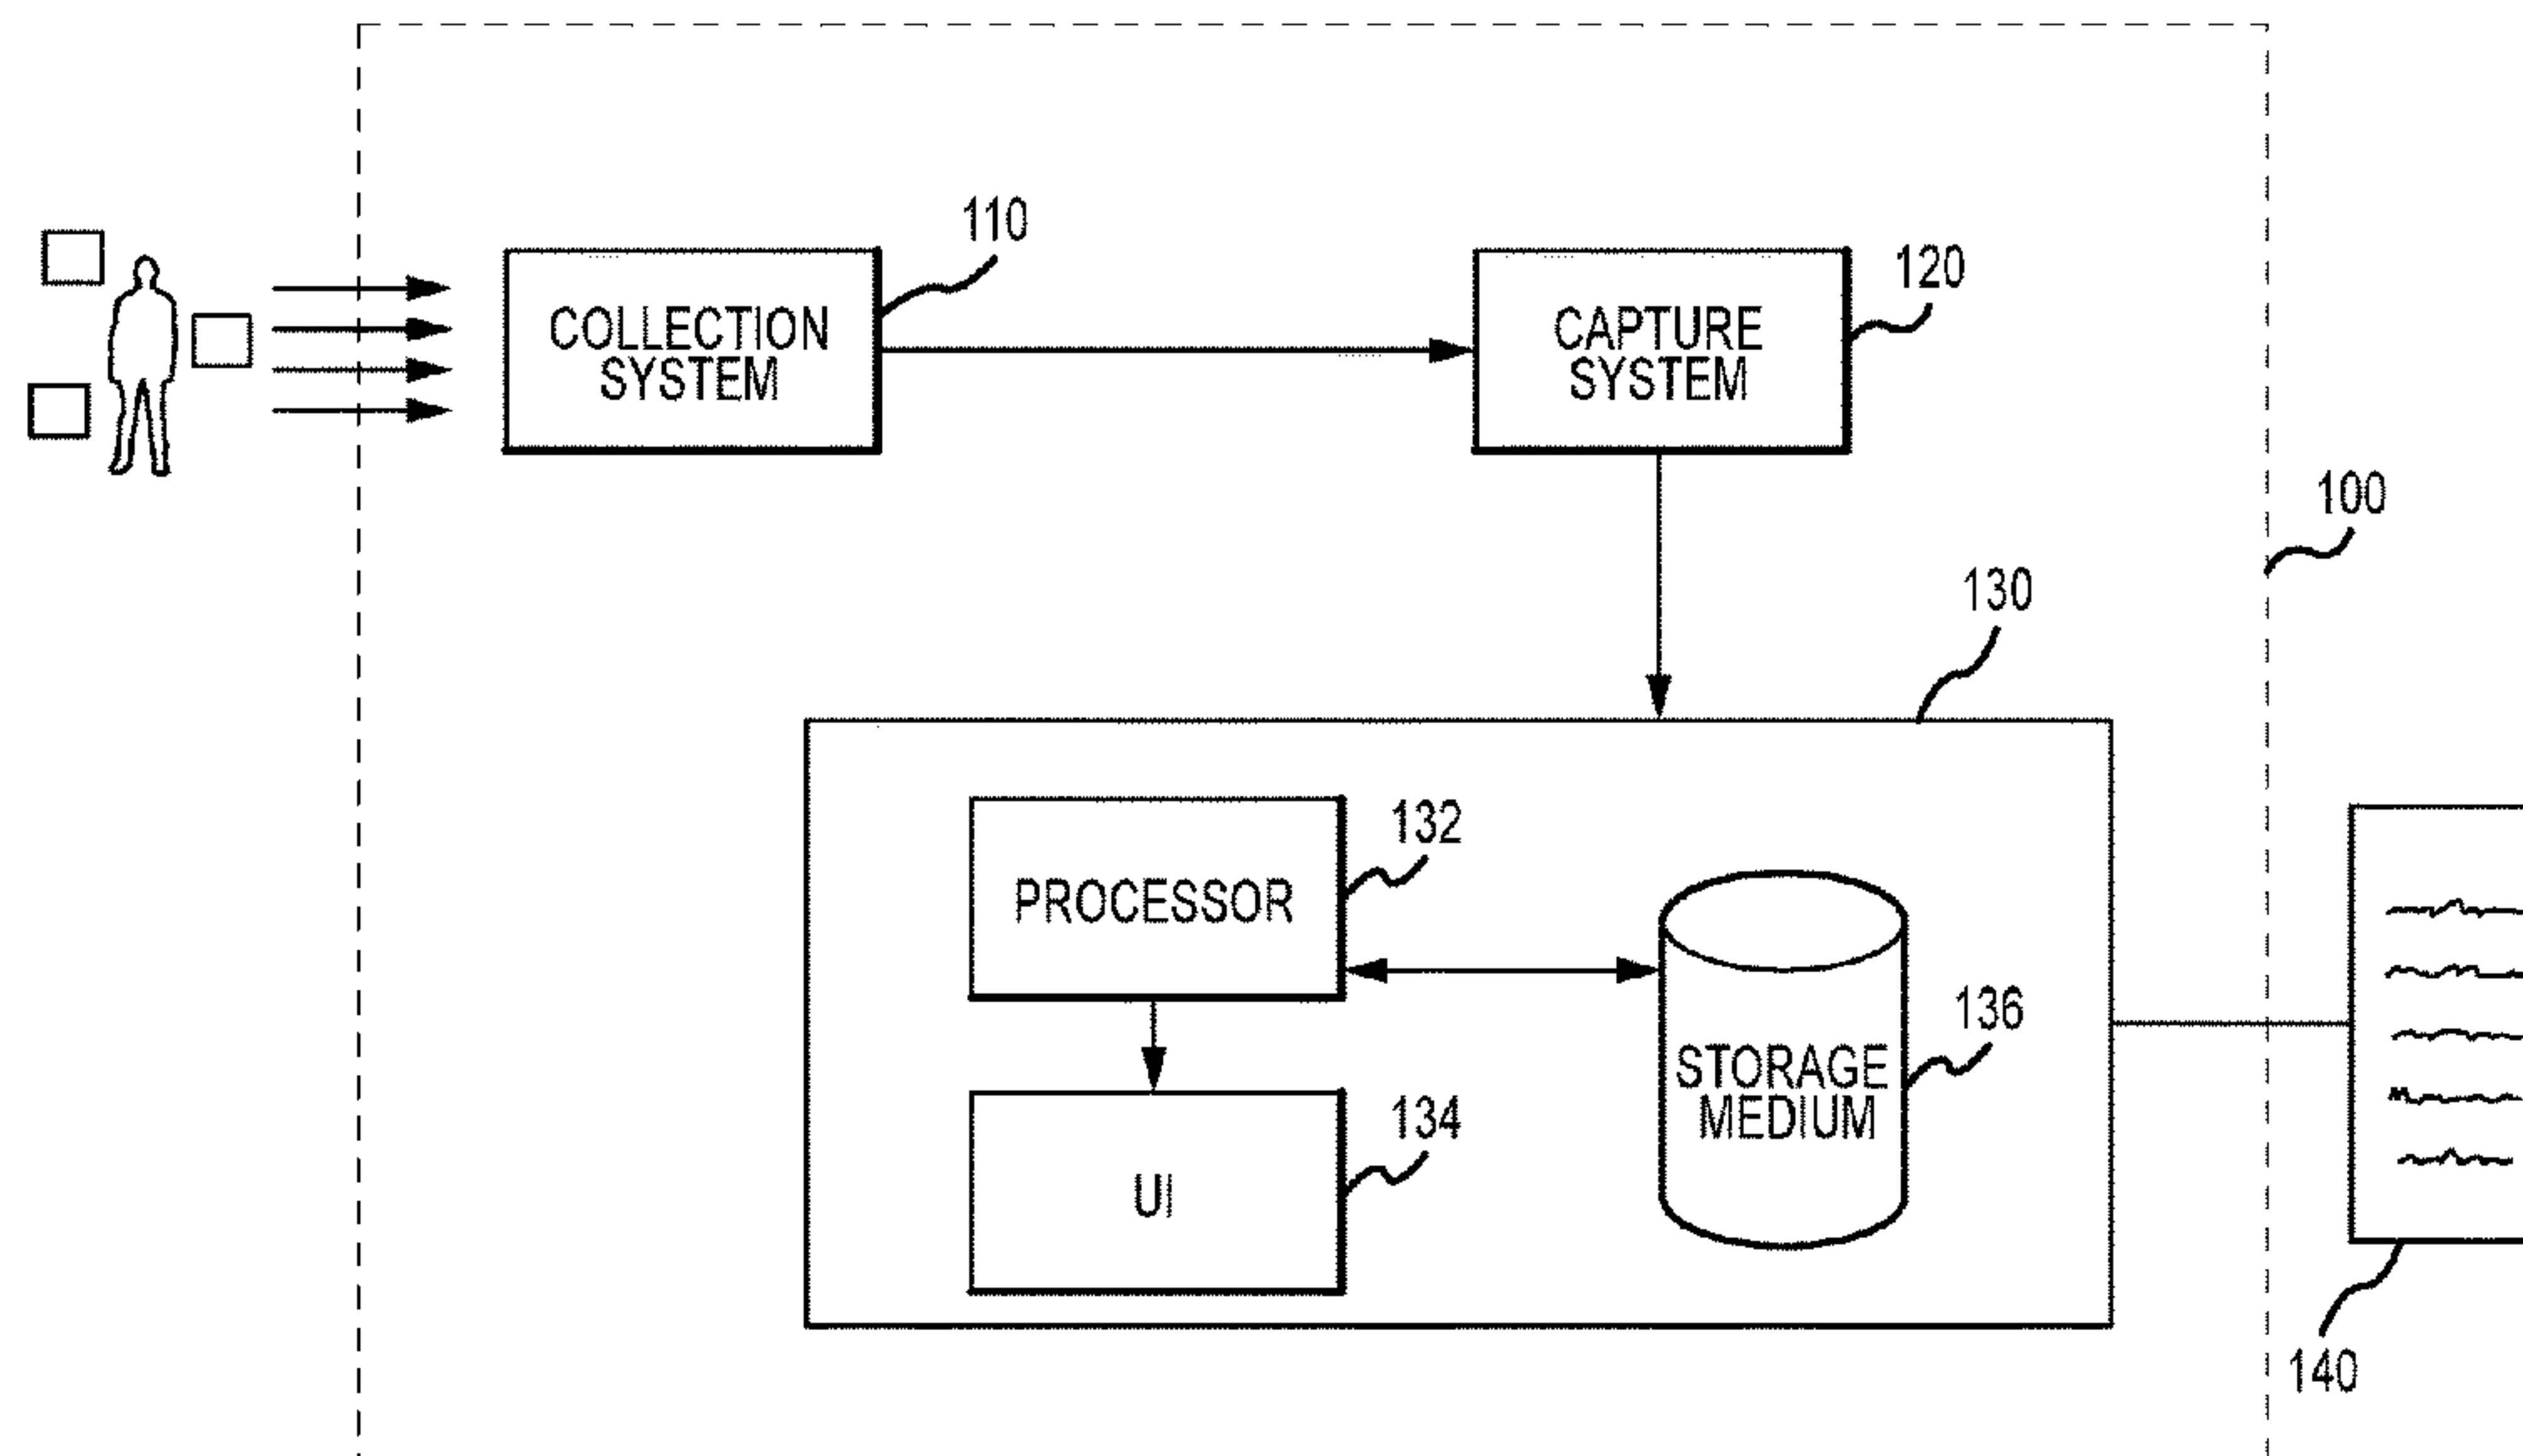 110
COLLECTION
SYSTEM
120
CAPTURE
SYSTEM
100
130
132
PROCESSOR
136
STORAGE
MEDIUM
134
UI
140